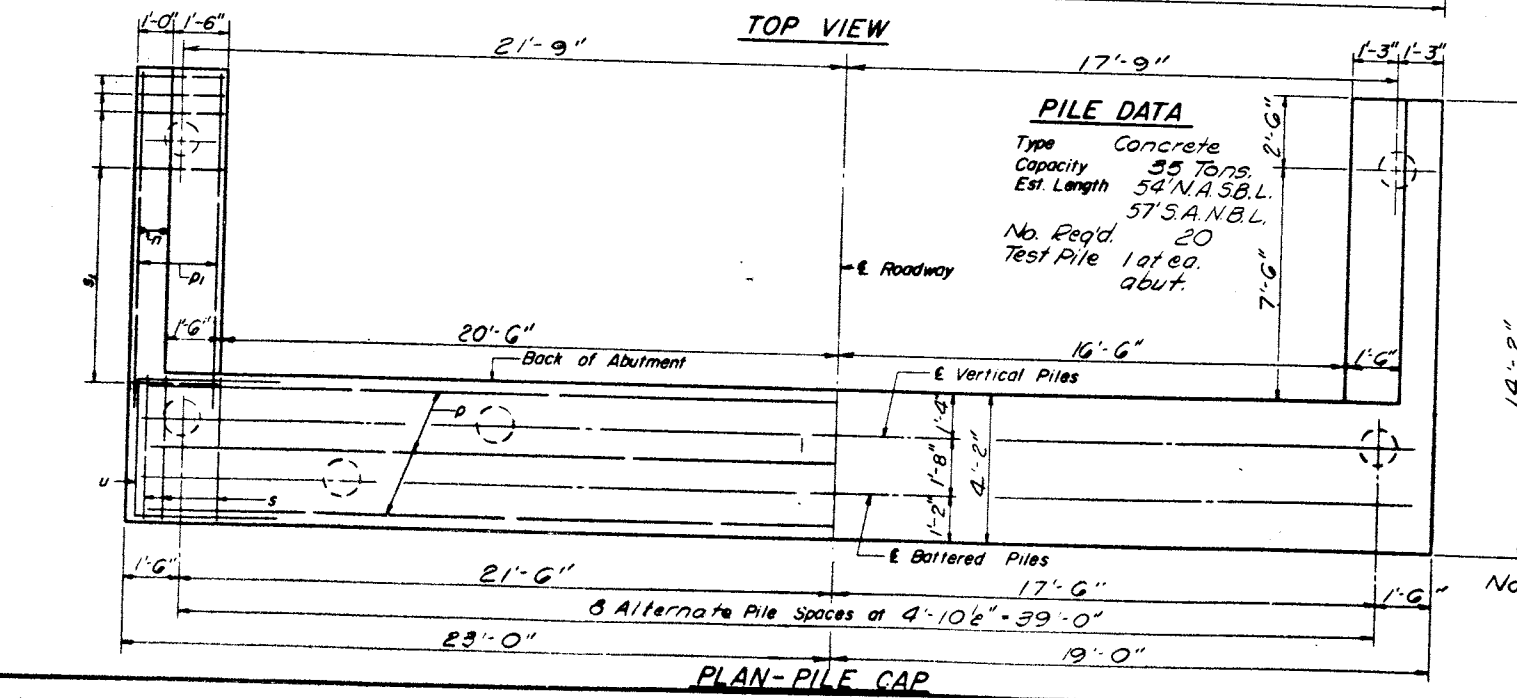 TOP VIEW
1'-0" 1'-6"
21'-9"
17'-9"
1'-3" 1'-3"
PILE DATA
Type Concrete
Capacity 35 Tons.
Est. Length 54' N.A.S.B.L.
57' S.A.N.B.L.
No. Req'd. 20
Test Pile 1 at ea.
abut.
2'-6"
7'-6"
14'-2"
n
p₁
s₁
℄ Roadway
1'-6"
20'-6"
16'-6"
1'-6"
Back of Abutment
℄ Vertical Piles
p
1'-4"
1'-8"
1'-2"
4'-2"
u
s
℄ Battered Piles
1'-6"
21'-6"
17'-6"
1'-6"
No
8 Alternate Pile Spaces at 4'-10½" = 39'-0"
23'-0"
19'-0"
PLAN-PILE CAP